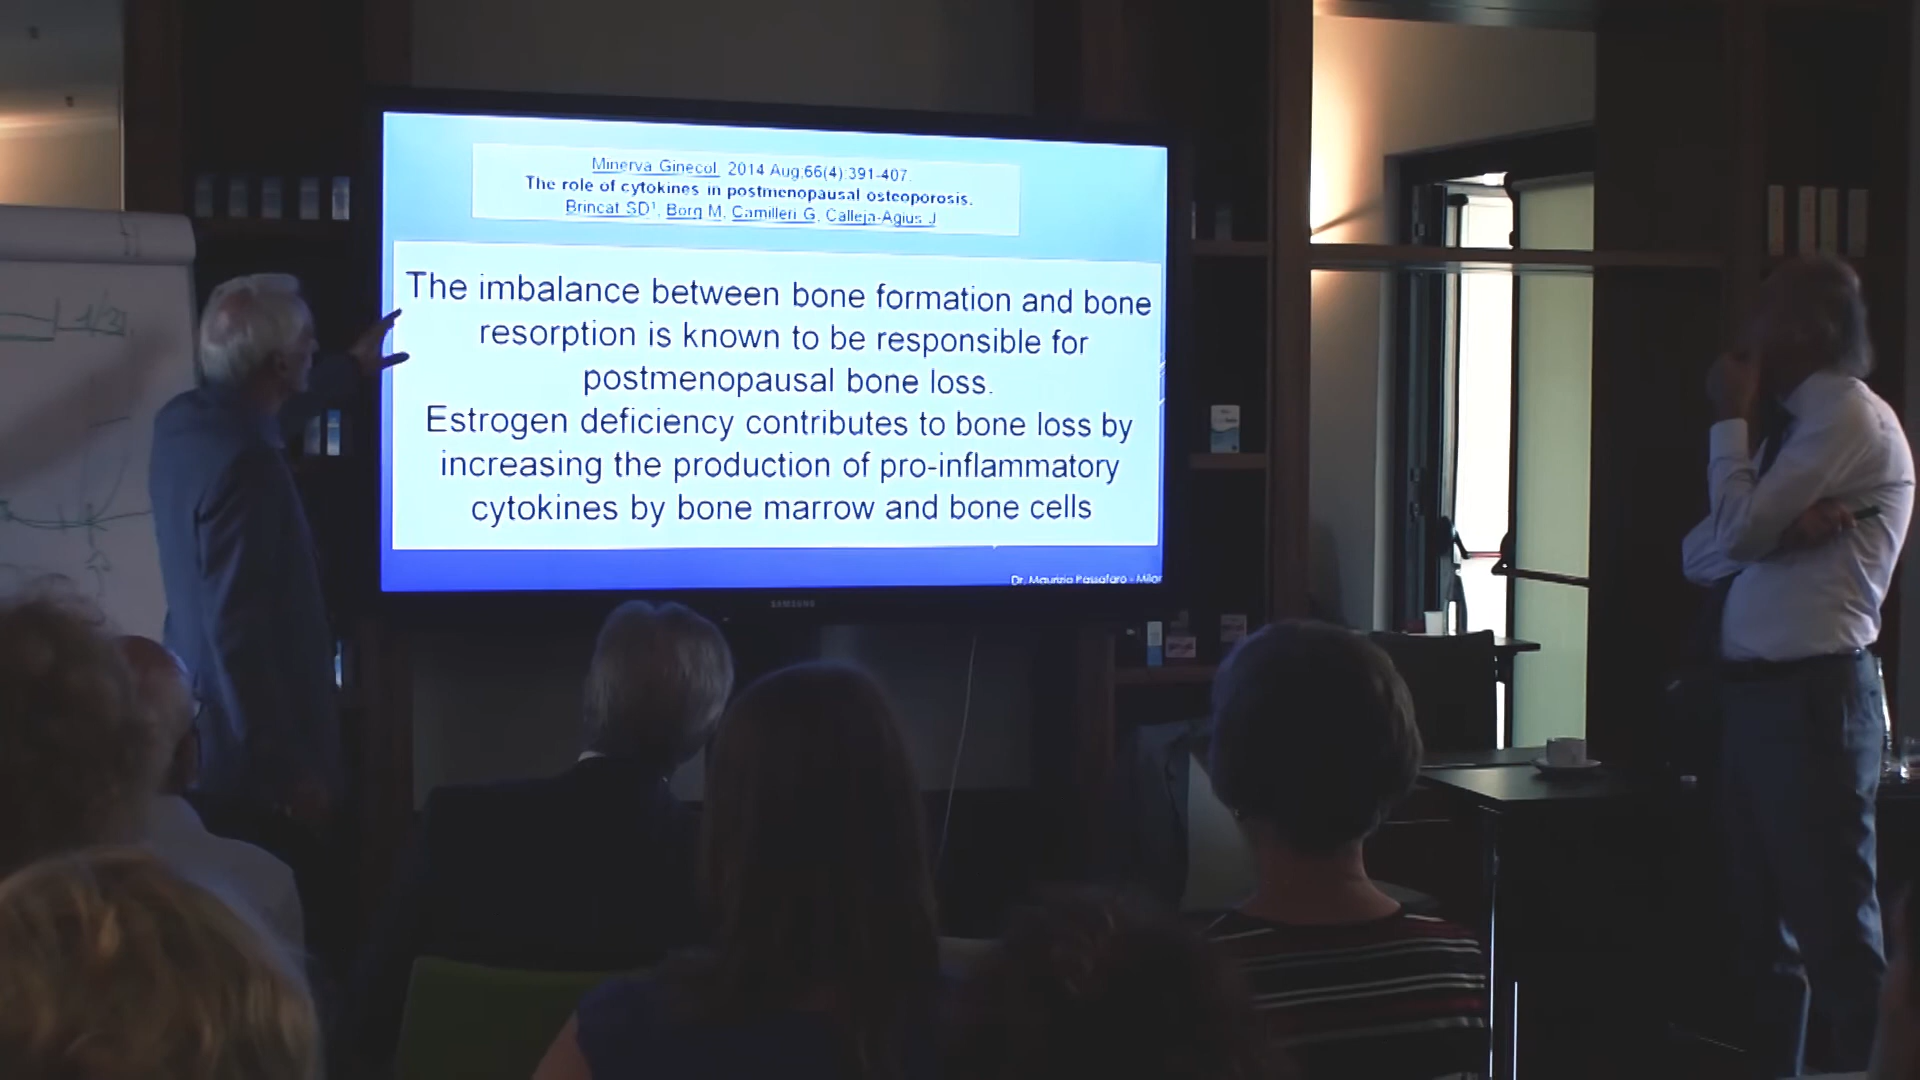 Minerva Ginecol. 2014 Aug;66(4):391-407.
The role of cytokines in postmenopausal osteoporosis.
Brincat SD¹, Borg M, Camilleri G, Calleja-Agius J
The imbalance between bone formation and bone
resorption is known to be responsible for
postmenopausal bone loss.
Estrogen deficiency contributes to bone loss by
increasing the production of pro-inflammatory
cytokines by bone marrow and bone cells
Dr. Maurizio Passafaro - Milan
SAMSUNG